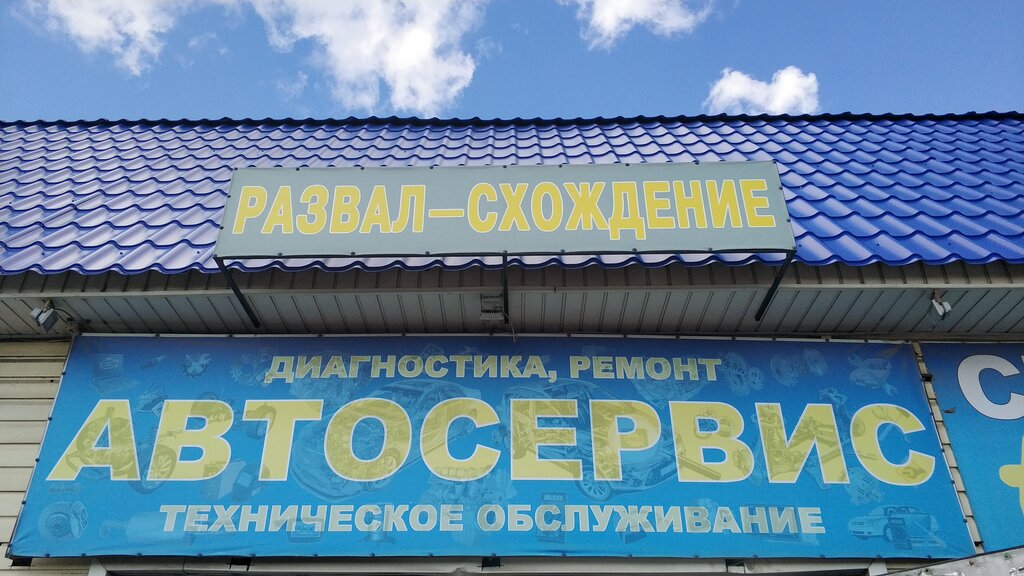 РАЗВАЛ-СХОЖДЕНИЕ
ДИАГНОСТИКА, РЕМОНТ
АВТОСЕРВИС
ТЕХНИЧЕСКОЕ ОБСЛУЖИВАНИЕ